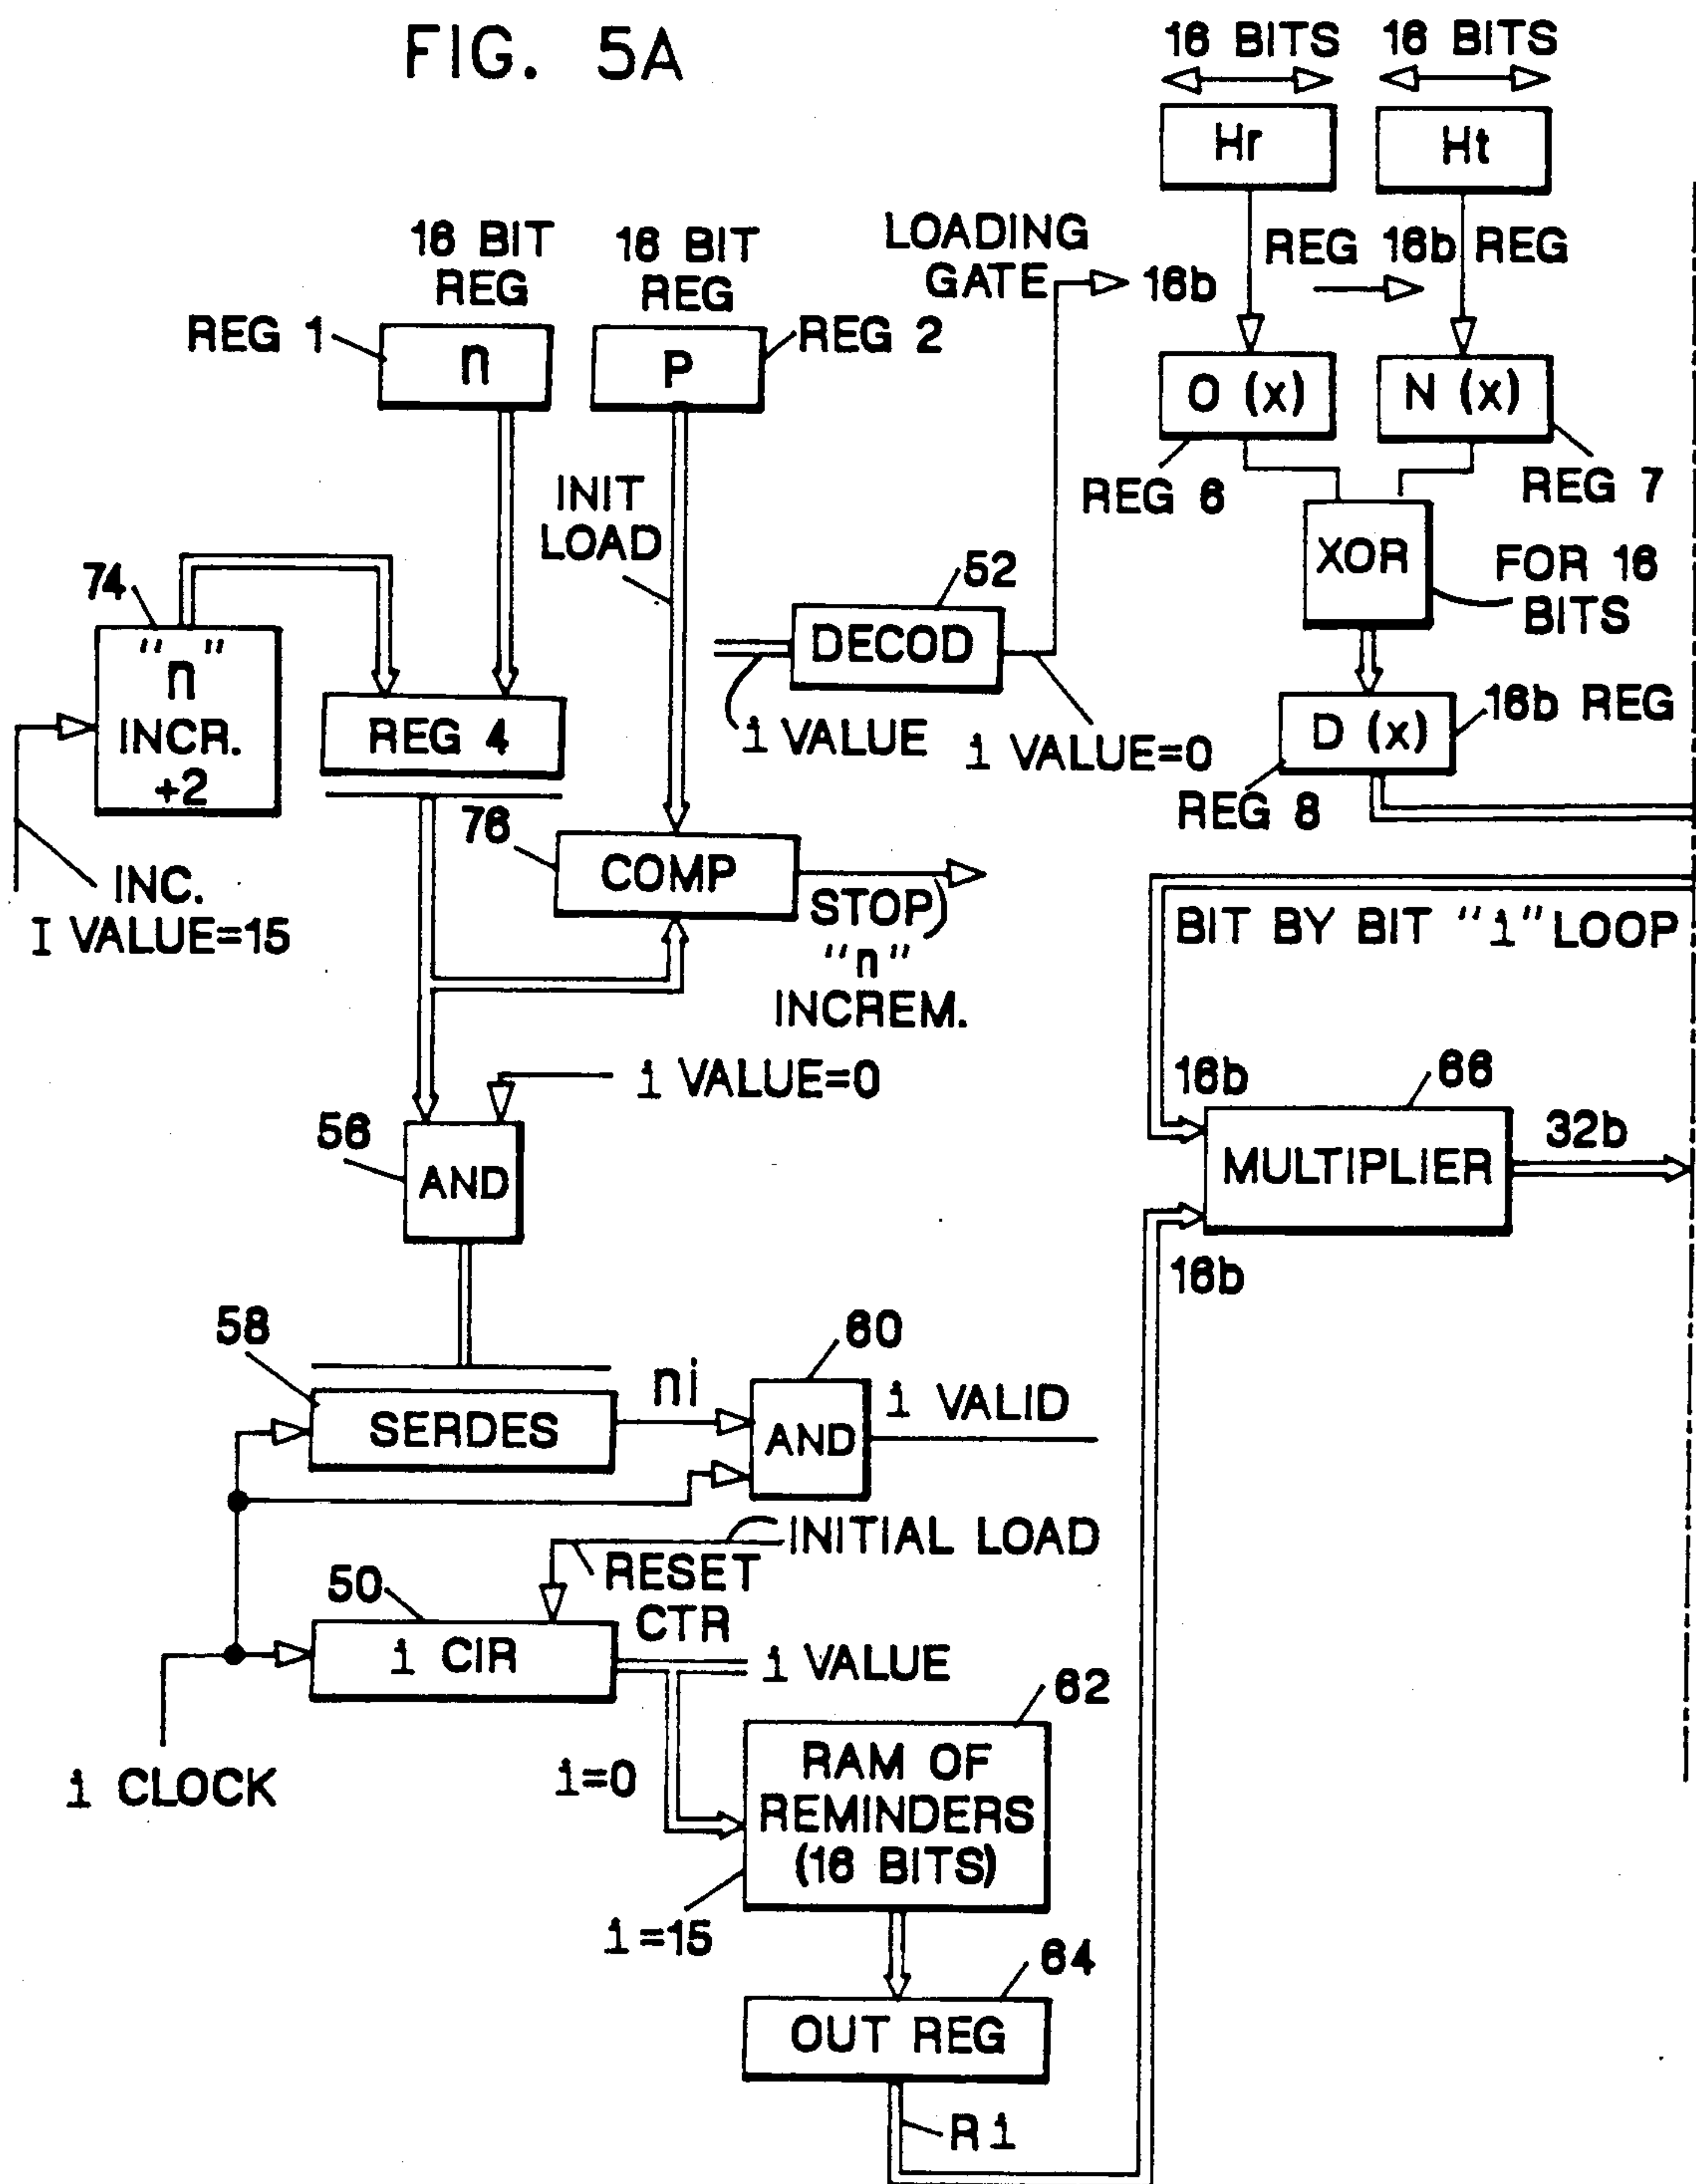 FIG. 5A
16 BITS
16 BITS
Hr
Ht
16 BIT
REG
16 BIT
REG
LOADING
GATE
16b
REG
16b REG
REG 1
n
P
REG 2
O (x)
N (x)
REG 6
REG 7
INIT
LOAD
XOR
FOR 16
BITS
74
"n"
INCR.
+2
52
DECOD
REG 4
i VALUE
i VALUE=0
D (x)
16b REG
REG 8
76
COMP
INC.
I VALUE=15
STOP)
"n"
INCREM.
BIT BY BIT "i" LOOP
i VALUE=0
16b
66
56
AND
MULTIPLIER
32b
16b
58
60
SERDES
ni
AND
i VALID
INITIAL LOAD
RESET
CTR
50
i CIR
i VALUE
62
i CLOCK
i=0
RAM OF
REMINDERS
(16 BITS)
i=15
64
OUT REG
Ri